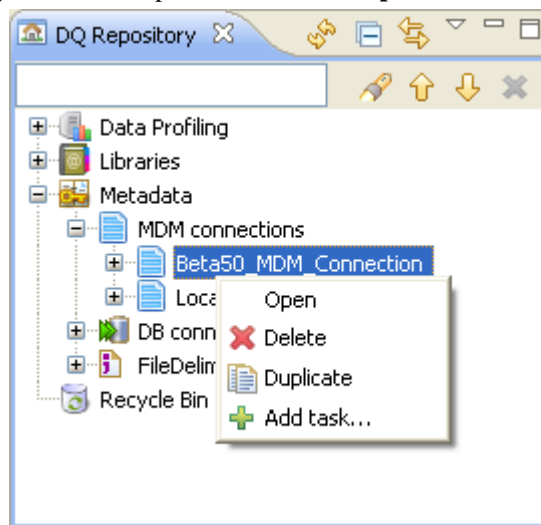 DQ Repository
Data Profiling
Libraries
Metadata
MDM connections
Beta50_MDM_Connection
Loca
Open
DB conn
Delete
FileDelim
Duplicate
Recycle Bin
Add task...